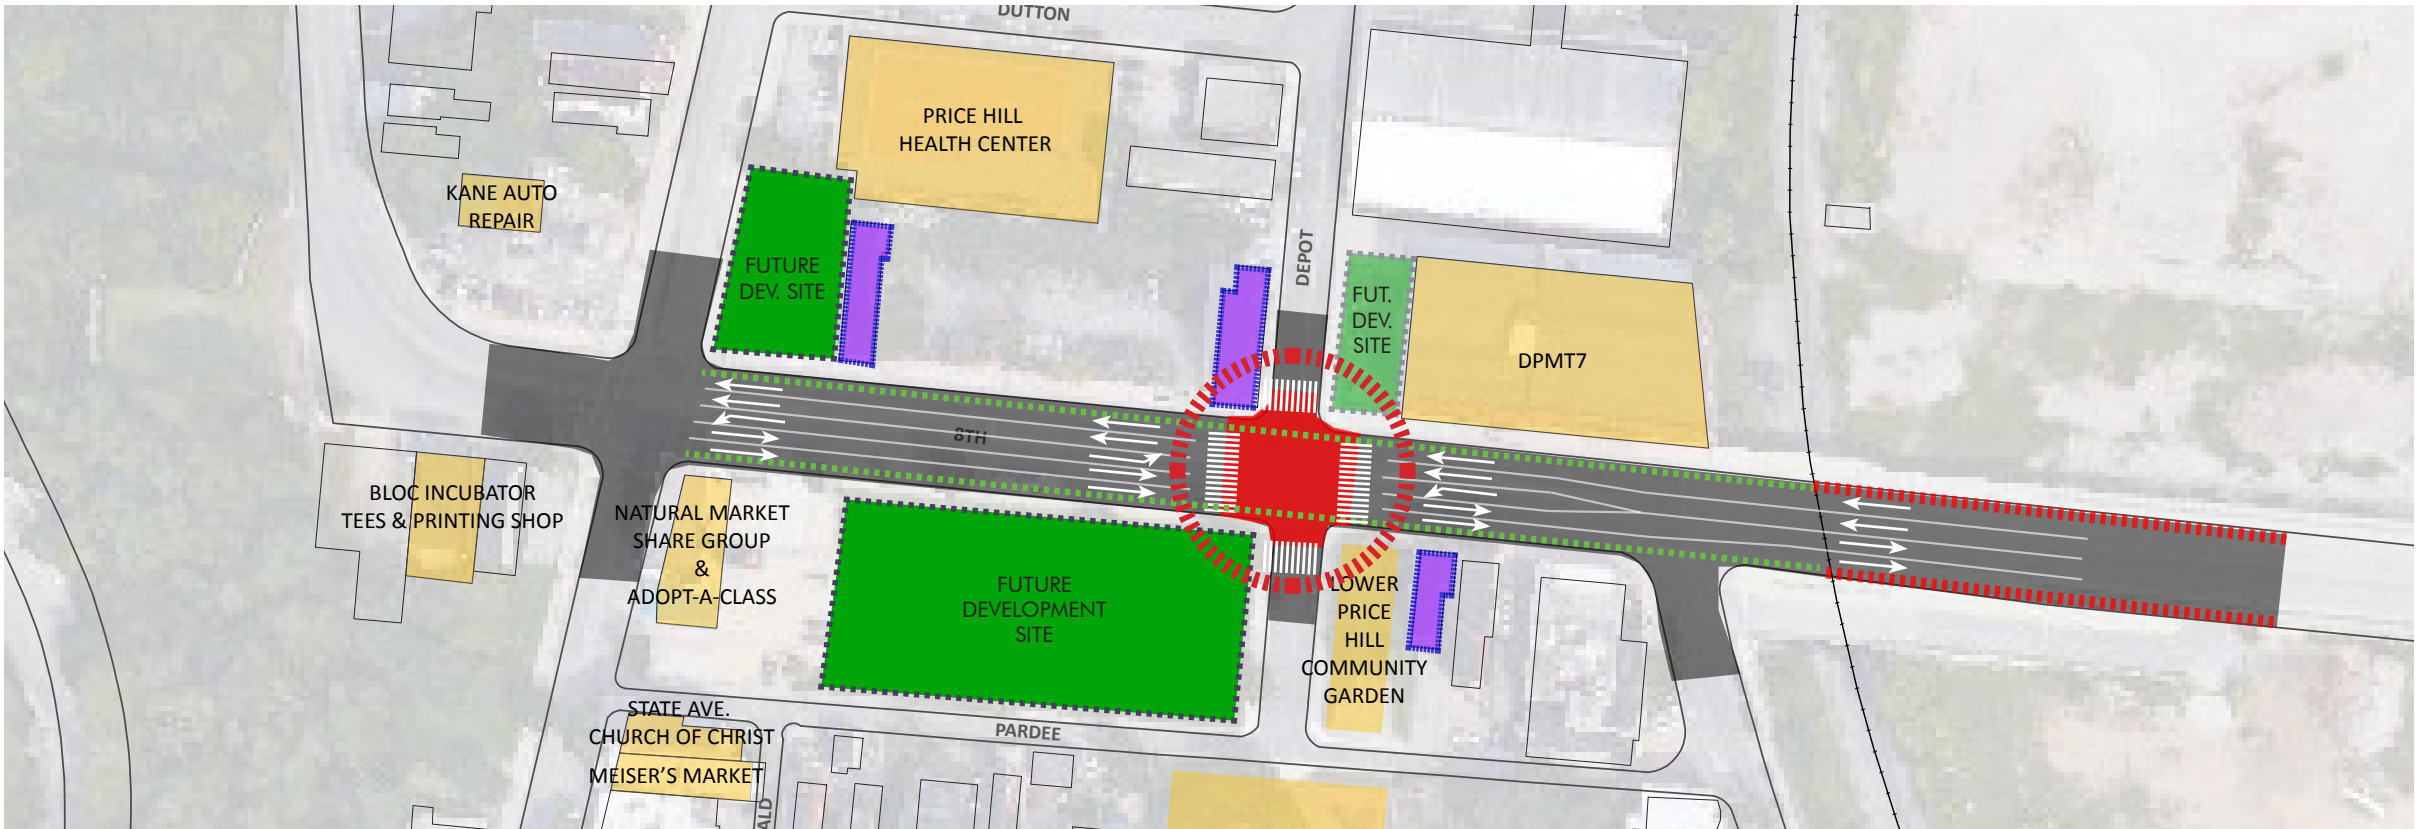 DUTTON
PRICE HILL
HEALTH CENTER
KANE AUTO
REPAIR
FUTURE
DEV. SITE
DEPOT
FUT.
DEV.
SITE
DPMT7
8TH
BLOC INCUBATOR
TEES & PRINTING SHOP
NATURAL MARKET
SHARE GROUP
&
ADOPT-A-CLASS
FUTURE
DEVELOPMENT
SITE
LOWER
PRICE
HILL
COMMUNITY
GARDEN
STATE AVE.
CHURCH OF CHRIST
MEISER'S MARKET
PARDEE
ALD